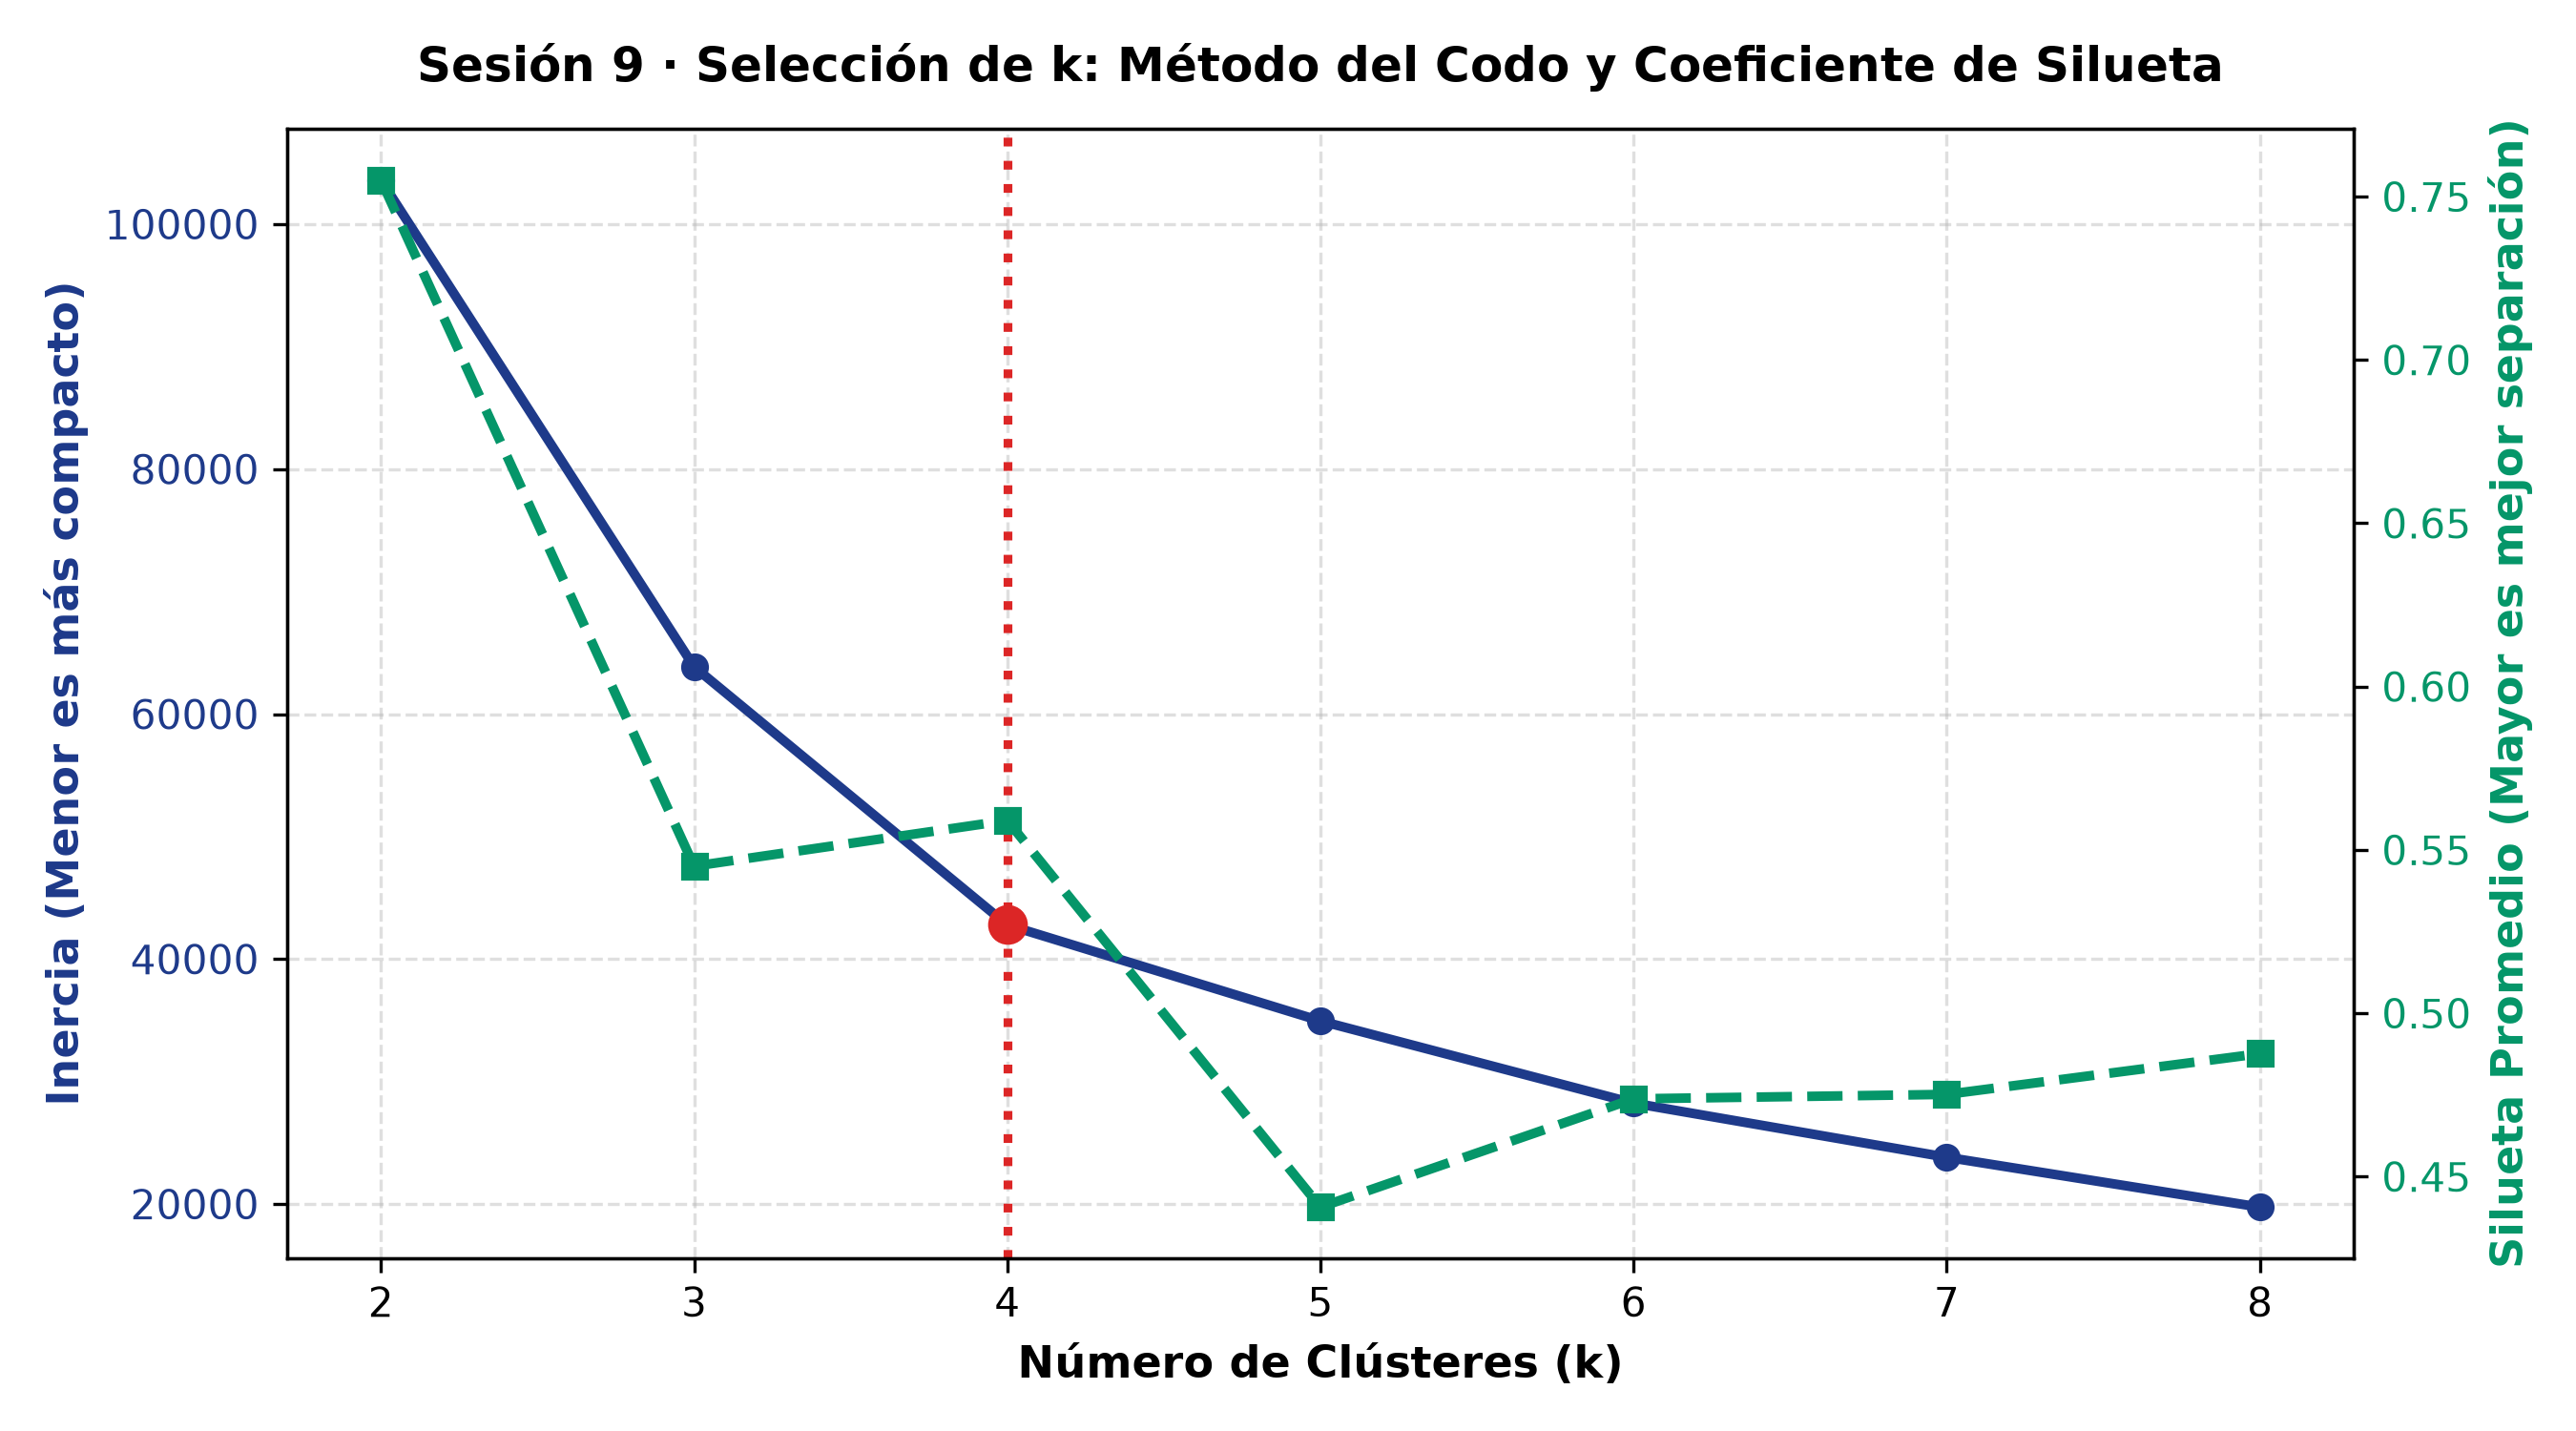 Sesión 9 · Selección de k: Método del Codo y Coeficiente de Silueta
Inercia (Menor es más compacto)
100000
80000
60000
40000
20000
0.75
0.70
0.65
0.60
0.55
0.50
0.45
Silueta Promedio (Mayor es mejor separación)
2 3 4 5 6 7 8
Número de Clústeres (k)